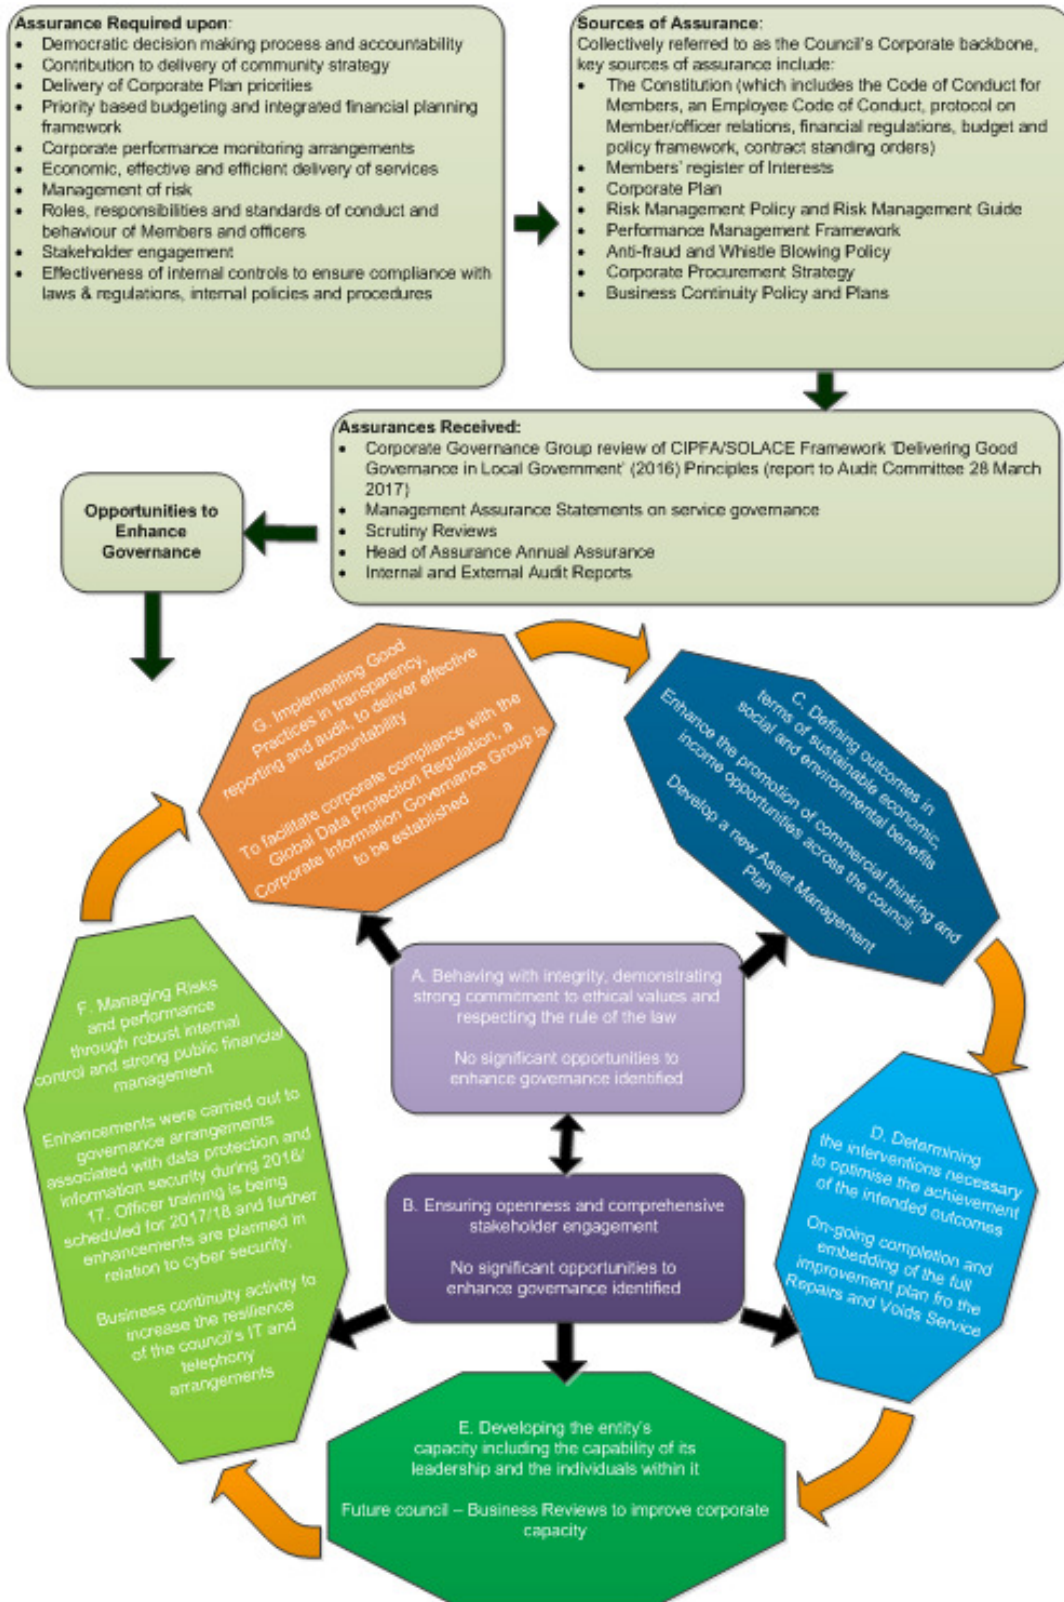 Assurance Required upon:
• Democratic decision making process and accountability
• Contribution to delivery of community strategy
• Delivery of Corporate Plan priorities
• Priority based budgeting and integrated financial planning
framework
• Corporate performance monitoring arrangements
• Economic, effective and efficient delivery of services
• Management of risk
• Roles, responsibilities and standards of conduct and
behaviour of Members and officers
• Stakeholder engagement
• Effectiveness of internal controls to ensure compliance with
laws & regulations, internal policies and procedures
Sources of Assurance:
Collectively referred to as the Council's Corporate backbone,
key sources of assurance include:
• The Constitution (which includes the Code of Conduct for
Members, an Employee Code of Conduct, protocol on
Member/officer relations, financial regulations, budget and
policy framework, contract standing orders)
• Members' register of Interests
• Corporate Plan
• Risk Management Policy and Risk Management Guide
• Performance Management Framework
• Anti-fraud and Whistle Blowing Policy
• Corporate Procurement Strategy
• Business Continuity Policy and Plans
Assurances Received:
• Corporate Governance Group review of CIPFA/SOLACE Framework 'Delivering Good
Governance in Local Government' (2016) Principles (report to Audit Committee 28 March
2017)
• Management Assurance Statements on service governance
• Scrutiny Reviews
• Head of Assurance Annual Assurance
• Internal and External Audit Reports
Opportunities to
Enhance
Governance
G. Implementing Good
Practices in transparency,
reporting and audit, to deliver effective
accountability
To facilitate corporate compliance with the
Global Data Protection Regulation, a
Corporate Information Governance Group is
to be established
C. Defining outcomes in
terms of sustainable economic,
social and environmental benefits
Enhance the promotion of commercial thinking and
income opportunities across the council.
Develop a new Asset Management
Plan
A. Behaving with integrity, demonstrating
strong commitment to ethical values and
respecting the rule of the law
No significant opportunities to
enhance governance identified
F. Managing Risks
and performance
through robust internal
control and strong public financial
management
Enhancements were carried out to
governance arrangements
associated with data protection and
information security during 2016/
17. Officer training is being
scheduled for 2017/18 and further
enhancements are planned in
relation to cyber security.
Business continuity activity to
increase the resilience
of the council's IT and
telephony
arrangements
D. Determining
the interventions necessary
to optimise the achievement
of the intended outcomes
On-going completion and
embedding of the full
improvement plan fro the
Repairs and Voids Service
B. Ensuring openness and comprehensive
stakeholder engagement
No significant opportunities to
enhance governance identified
E. Developing the entity's
capacity including the capability of its
leadership and the individuals within it
Future council – Business Reviews to improve corporate
capacity